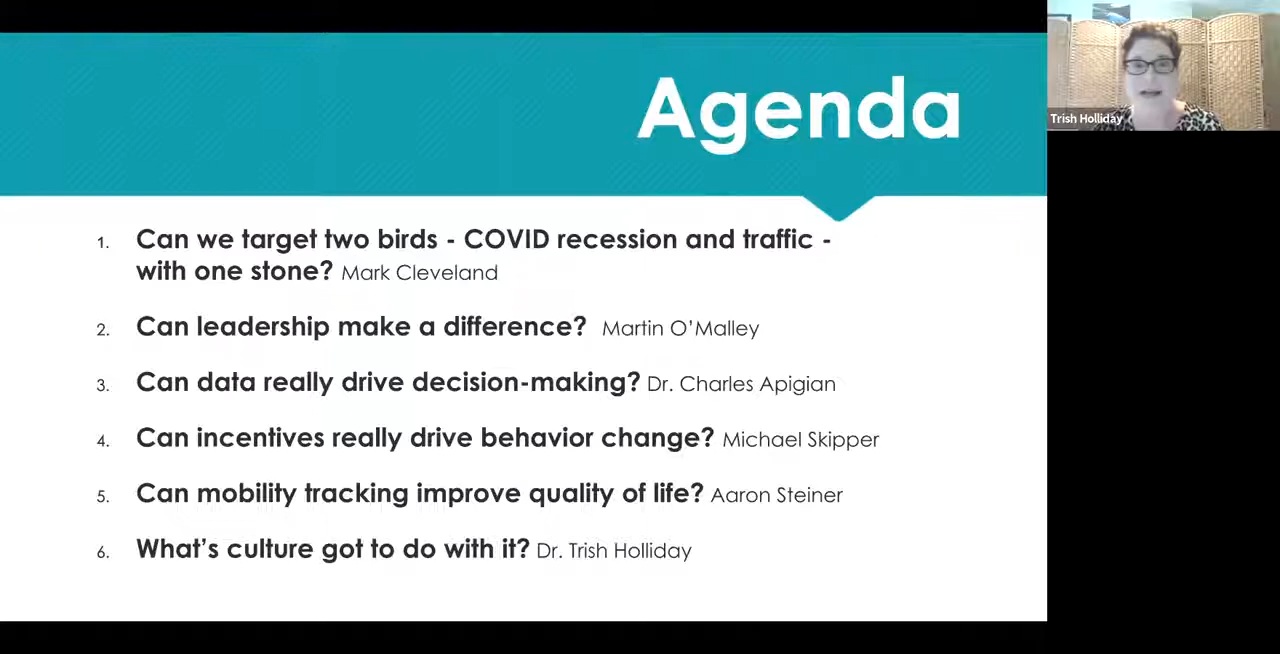 Agenda
Trish Holliday
1. Can we target two birds - COVID recession and traffic -
with one stone? Mark Cleveland
2. Can leadership make a difference? Martin O’Malley
3. Can data really drive decision-making? Dr. Charles Apigian
4. Can incentives really drive behavior change? Michael Skipper
5. Can mobility tracking improve quality of life? Aaron Steiner
6. What’s culture got to do with it? Dr. Trish Holliday